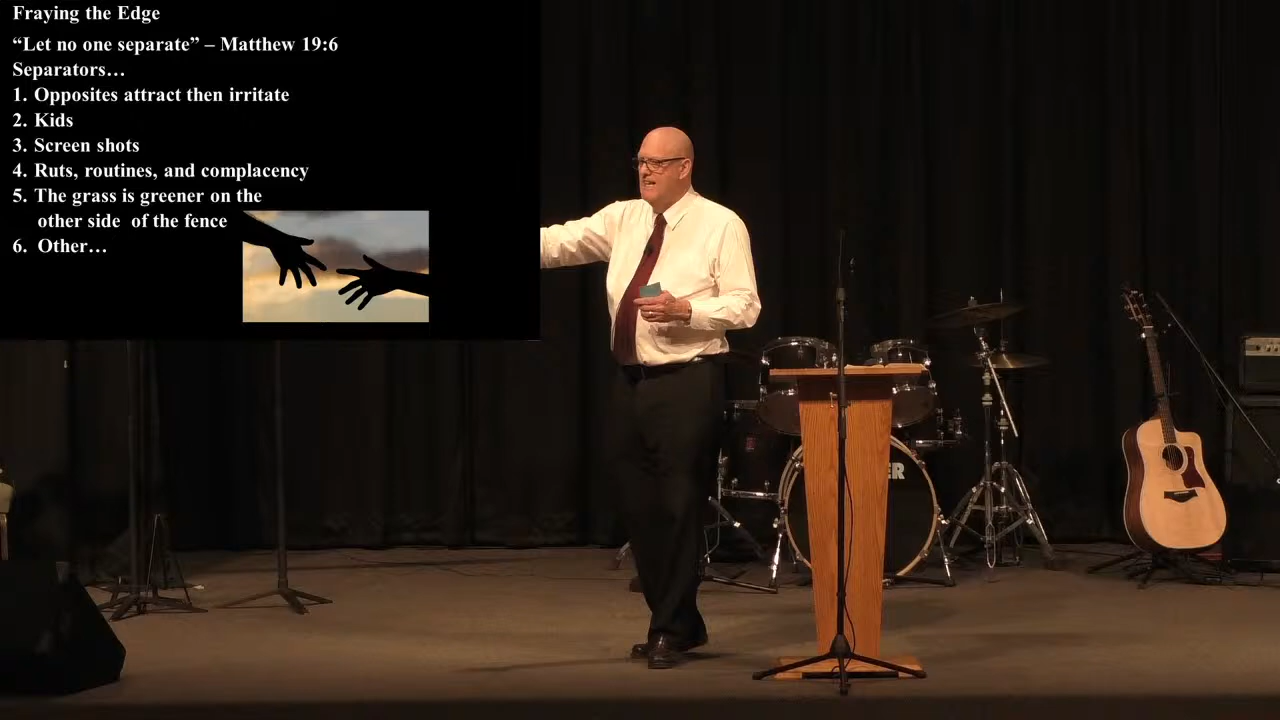 Fraying the Edge
“Let no one separate” – Matthew 19:6
Separators…
1. Opposites attract then irritate
2. Kids
3. Screen shots
4. Ruts, routines, and complacency
5. The grass is greener on the
other side of the fence
6. Other…
ER